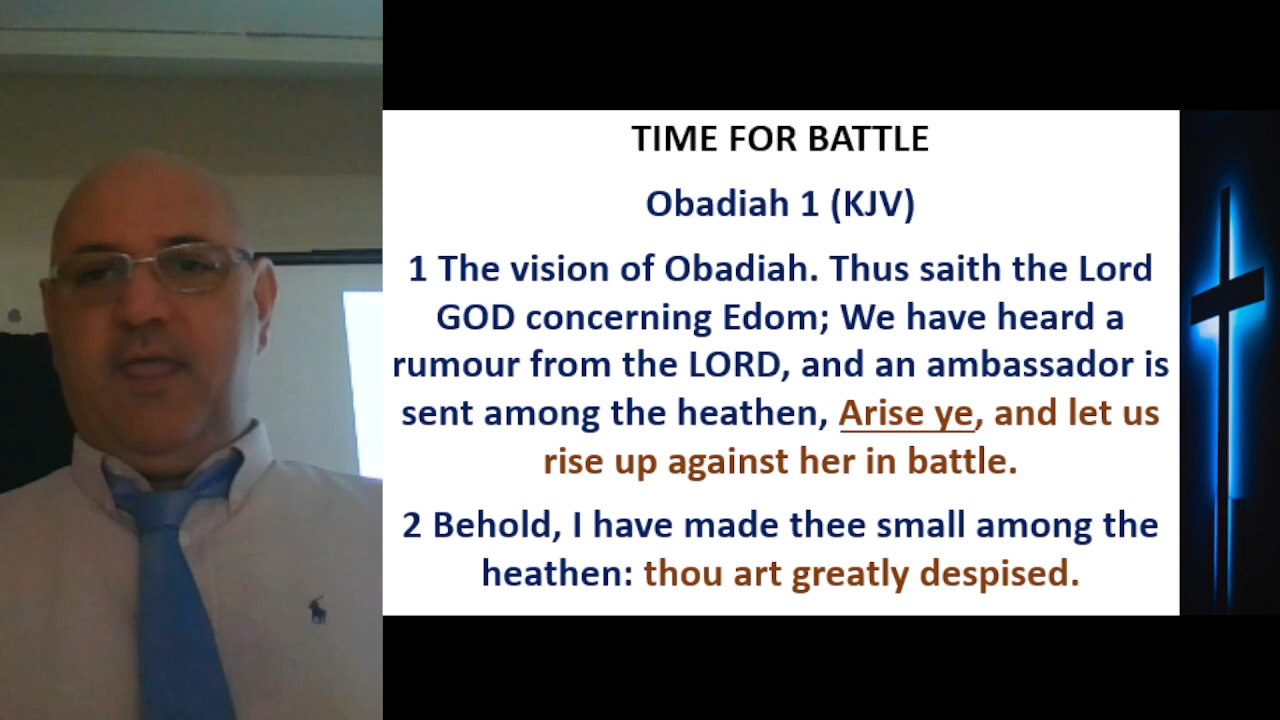 TIME FOR BATTLE
Obadiah 1 (KJV)
1 The vision of Obadiah. Thus saith the Lord
GOD concerning Edom; We have heard a
rumour from the LORD, and an ambassador is
sent among the heathen, Arise ye, and let us
rise up against her in battle.
2 Behold, I have made thee small among the
heathen: thou art greatly despised.